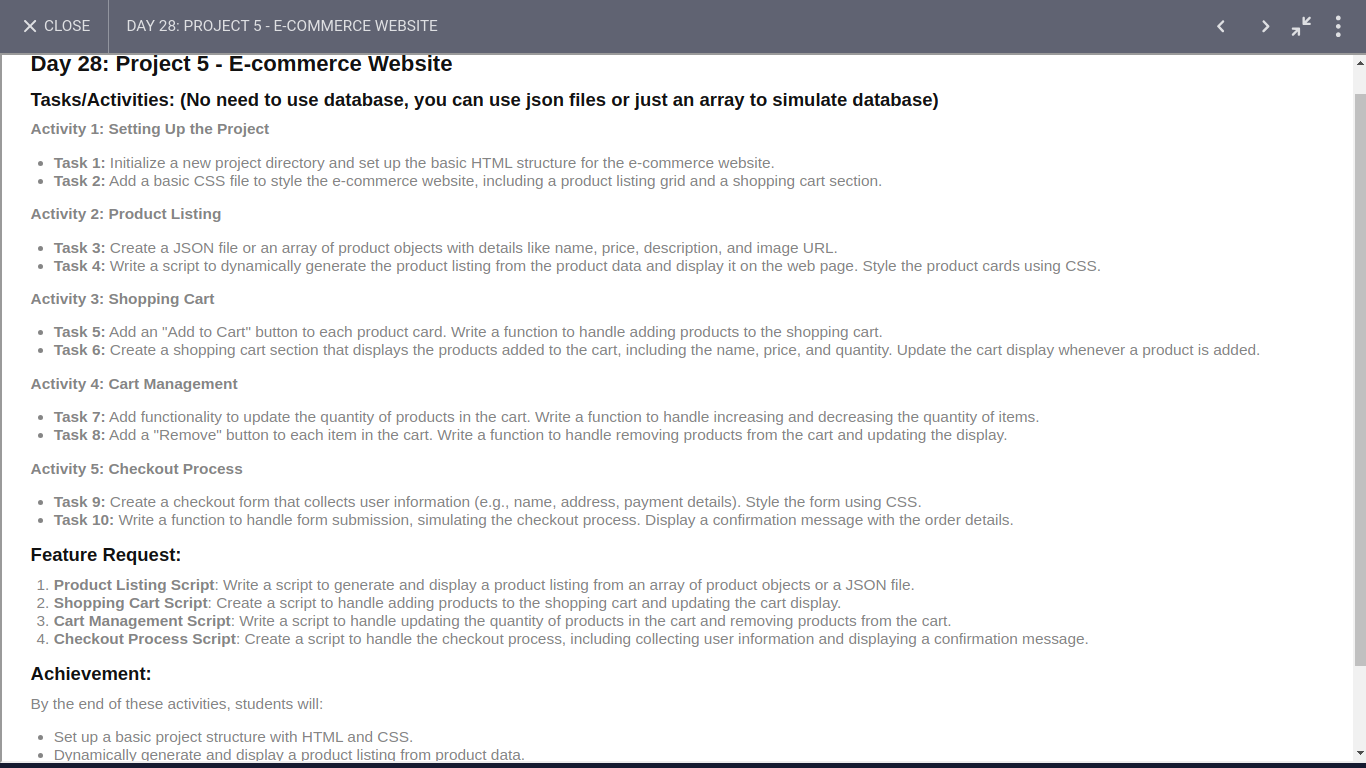 CLOSE
DAY 28: PROJECT 5 - E-COMMERCE WEBSITE
Day 28: Project 5 - E-commerce Website
Tasks/Activities: (No need to use database, you can use json files or just an array to simulate database)
Activity 1: Setting Up the Project
• Task 1: Initialize a new project directory and set up the basic HTML structure for the e-commerce website.
• Task 2: Add a basic CSS file to style the e-commerce website, including a product listing grid and a shopping cart section.
Activity 2: Product Listing
• Task 3: Create a JSON file or an array of product objects with details like name, price, description, and image URL.
• Task 4: Write a script to dynamically generate the product listing from the product data and display it on the web page. Style the product cards using CSS.
Activity 3: Shopping Cart
• Task 5: Add an "Add to Cart" button to each product card. Write a function to handle adding products to the shopping cart.
• Task 6: Create a shopping cart section that displays the products added to the cart, including the name, price, and quantity. Update the cart display whenever a product is added.
Activity 4: Cart Management
• Task 7: Add functionality to update the quantity of products in the cart. Write a function to handle increasing and decreasing the quantity of items.
• Task 8: Add a "Remove" button to each item in the cart. Write a function to handle removing products from the cart and updating the display.
Activity 5: Checkout Process
• Task 9: Create a checkout form that collects user information (e.g., name, address, payment details). Style the form using CSS.
• Task 10: Write a function to handle form submission, simulating the checkout process. Display a confirmation message with the order details.
Feature Request:
1. Product Listing Script: Write a script to generate and display a product listing from an array of product objects or a JSON file.
2. Shopping Cart Script: Create a script to handle adding products to the shopping cart and updating the cart display.
3. Cart Management Script: Write a script to handle updating the quantity of products in the cart and removing products from the cart.
4. Checkout Process Script: Create a script to handle the checkout process, including collecting user information and displaying a confirmation message.
Achievement:
By the end of these activities, students will:
• Set up a basic project structure with HTML and CSS.
• Dynamically generate and display a product listing from product data.